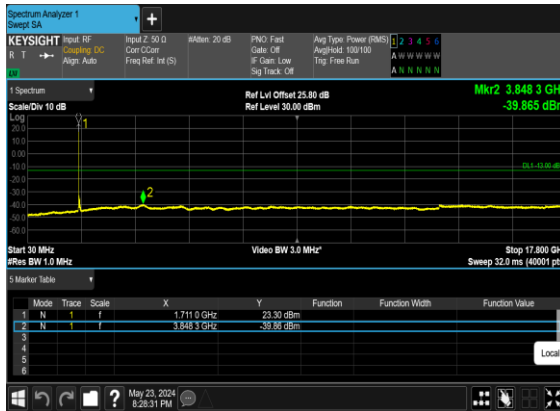 Spectrum Analyzer 1
Swept SA
KEYSIGHT Input: RF Input Z: 50 Ω #Atten: 20 dB PNO: Fast Avg Type: Power (RMS) 1 2 3 4 5 6
R T Coupling: DC Corr CCorr Gate: Off Avg|Hold: 100/100 A W W W W W
Align: Auto Freq Ref: Int (S) IF Gain: Low Trig: Free Run
Sig Track: Off A N N N N N
1 Spectrum
Scale/Div 10 dB
Ref Lvl Offset 25.80 dB
Ref Level 30.00 dBm
Mkr2 3.848 3 GH
-39.865 dB
Log
20.0
10.0
0.00
-10.0
-20.0
-30.0
-40.0
-50.0
-60.0
1
2
DL1 -13.00 dB
Start 30 MHz
#Res BW 1.0 MHz
Video BW 3.0 MHz*
Stop 17.800 GH
Sweep 32.0 ms (40001 pt
5 Marker Table
Mode Trace Scale X Y Function Function Width Function Value
1 N 1 f 1.711 0 GHz 23.30 dBm
2 N 1 f 3.848 3 GHz -39.86 dBm
3
4
5
6
Local
May 23, 2024
8:28:31 PM